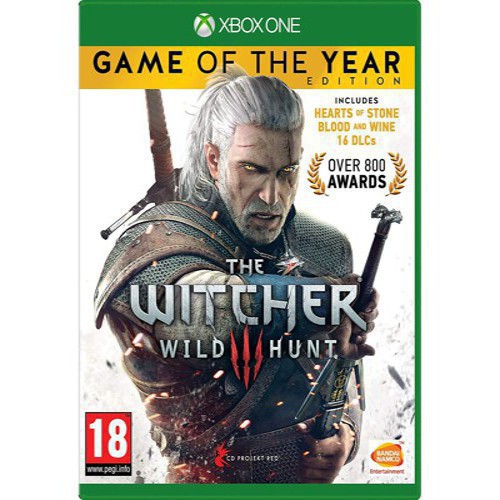 XBOX ONE
GAME OF THE YEAR
EDITION
INCLUDES
HEARTS OF STONE
BLOOD AND WINE
16 DLCs
OVER 800
AWARDS
THE
WITCHER
WILD III HUNT
18
www.pegi.info
CD PROJEKT RED
BANDAI
NAMCO
Entertainment